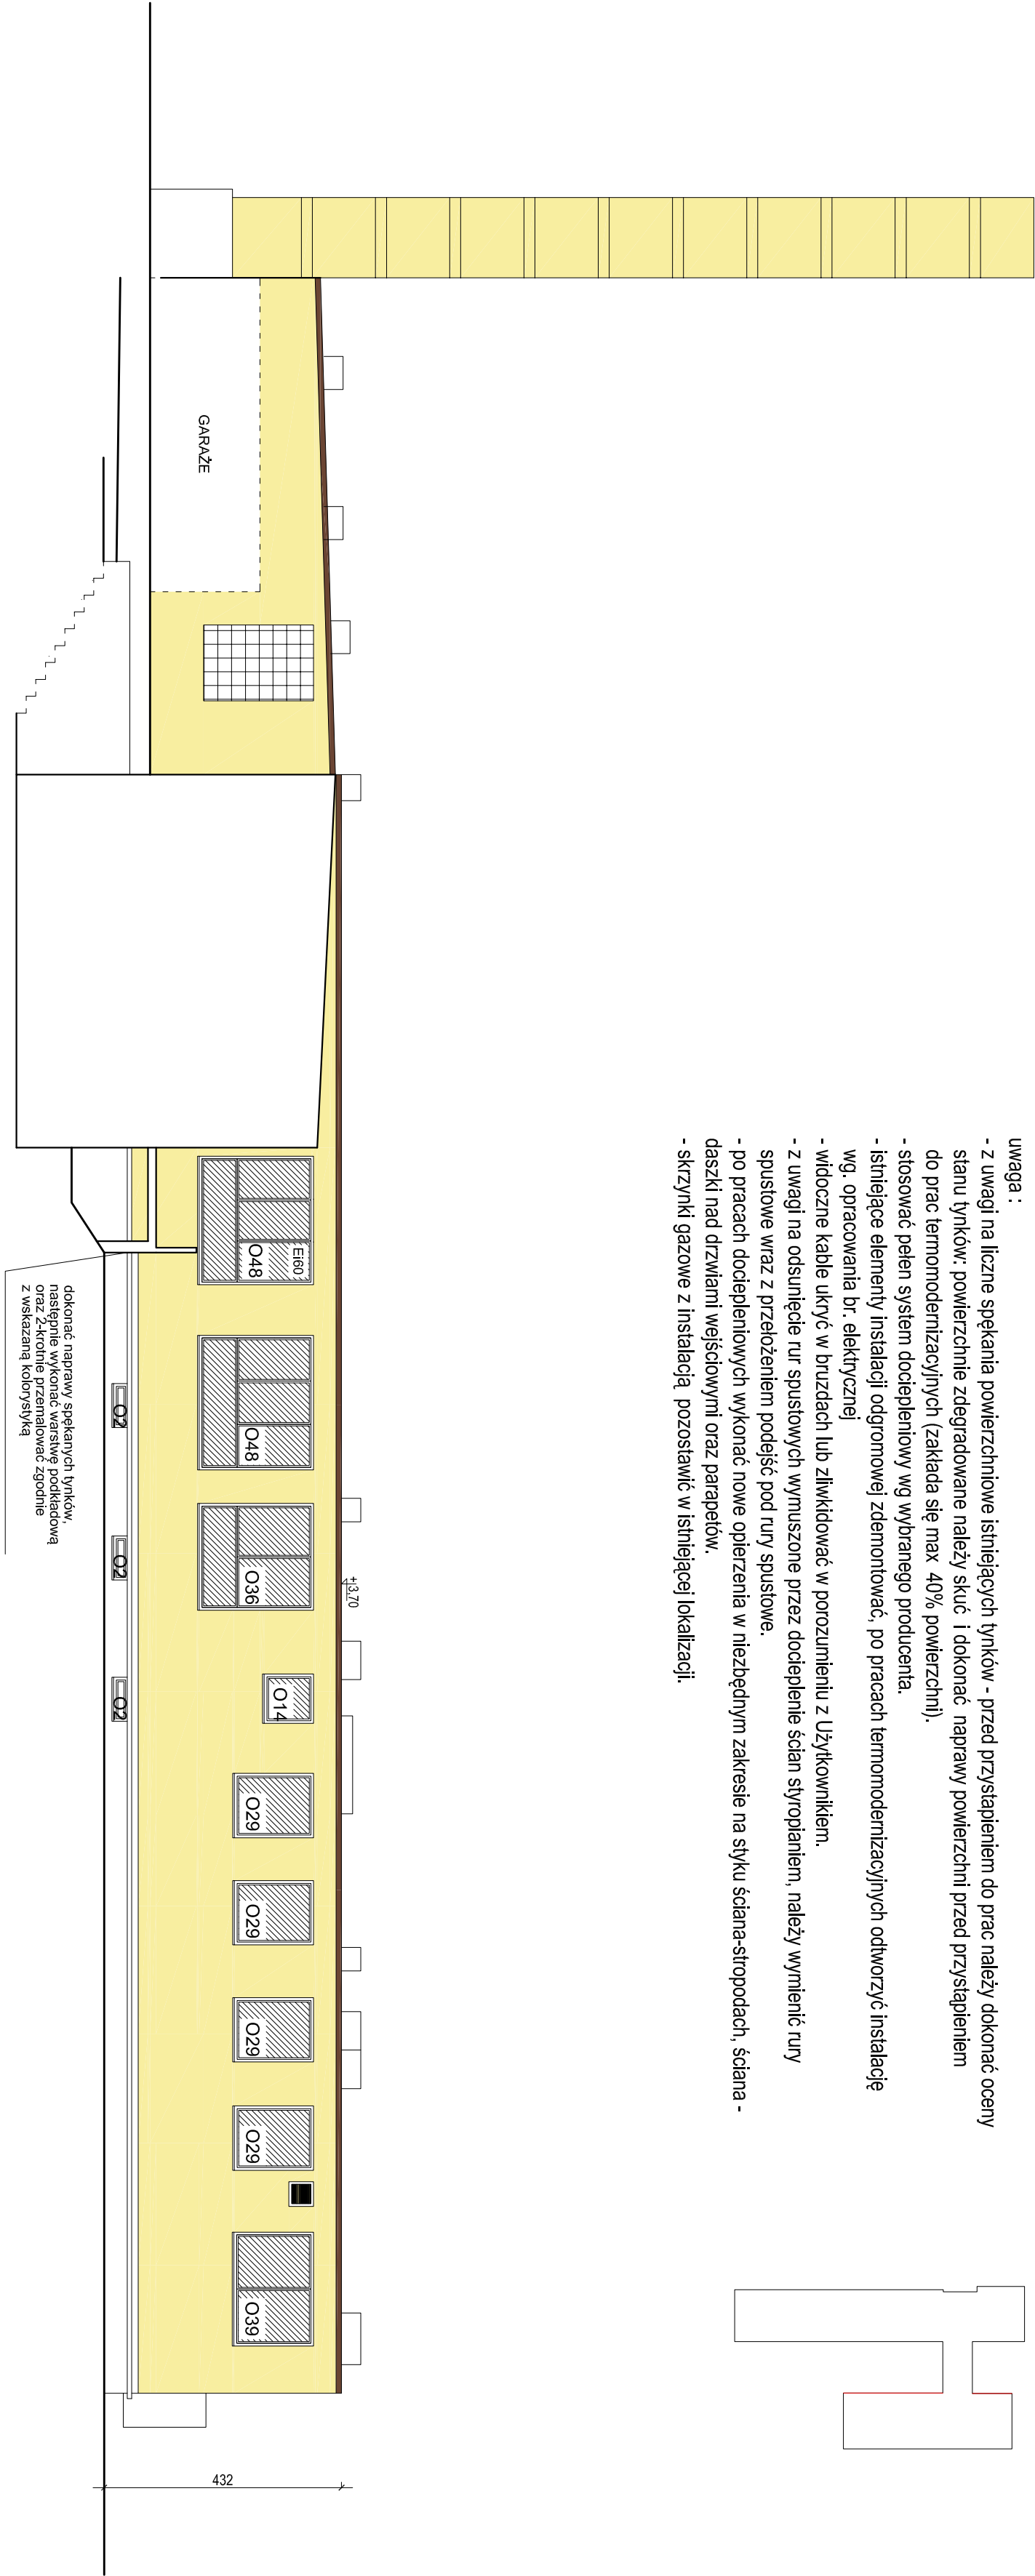 uwaga :
- z uwagi na liczne spękania powierzchniowe istniejących tynków - przed przystąpieniem do prac należy dokonać oceny
stanu tynków: powierzchnie zdegradowane należy skuć i dokonać naprawy powierzchni przed przystąpieniem
do prac termomodernizacyjnych (zakłada się max 40% powierzchni).
- stosować pełen system dociepleniowy wg wybranego producenta.
- istniejące elementy instalacji odgromowej zdemontować, po pracach termomodernizacyjnych odtworzyć instalację
wg. opracowania br. elektrycznej
- widoczne kable ukryć w bruzdach lub zliwkidować w porozumieniu z Użytkownikiem.
- z uwagi na odsunięcie rur spustowych wymuszone przez docieplenie ścian styropianiem, należy wymienić rury
spustowe wraz z przełożeniem podejść pod rury spustowe.
- po pracach dociepleniowych wykonać nowe opierzenia w niezbędnym zakresie na styku ściana-stropodach, ściana -
daszki nad drzwiami wejściowymi oraz parapetów.
- skrzynki gazowe z instalacją pozostawić w istniejącej lokalizacji.
+3,70
GARAŻE
Ei60
O48
O48
O36
O14
O29
O29
O29
O29
O39
O2
O2
O2
432
dokonać naprawy spękanych tynków,
następnie wykonać warstwę podkładową
oraz 2-krotnie przemalować zgodnie
z wskazaną kolorystyką